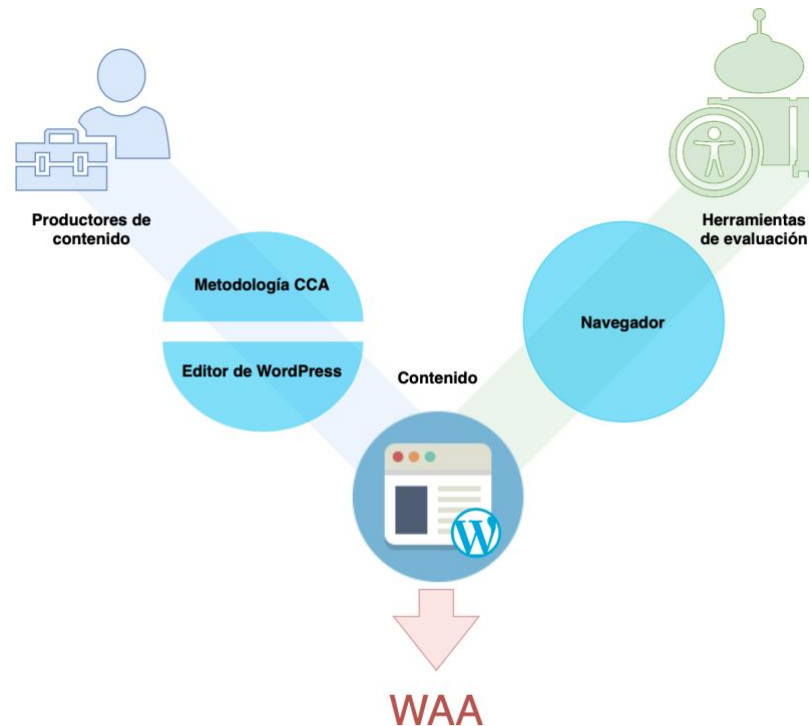 Productores de
contenido
Herramientas
de evaluación
Metodología CCA
Editor de WordPress
Navegador
Contenido
W
WAA